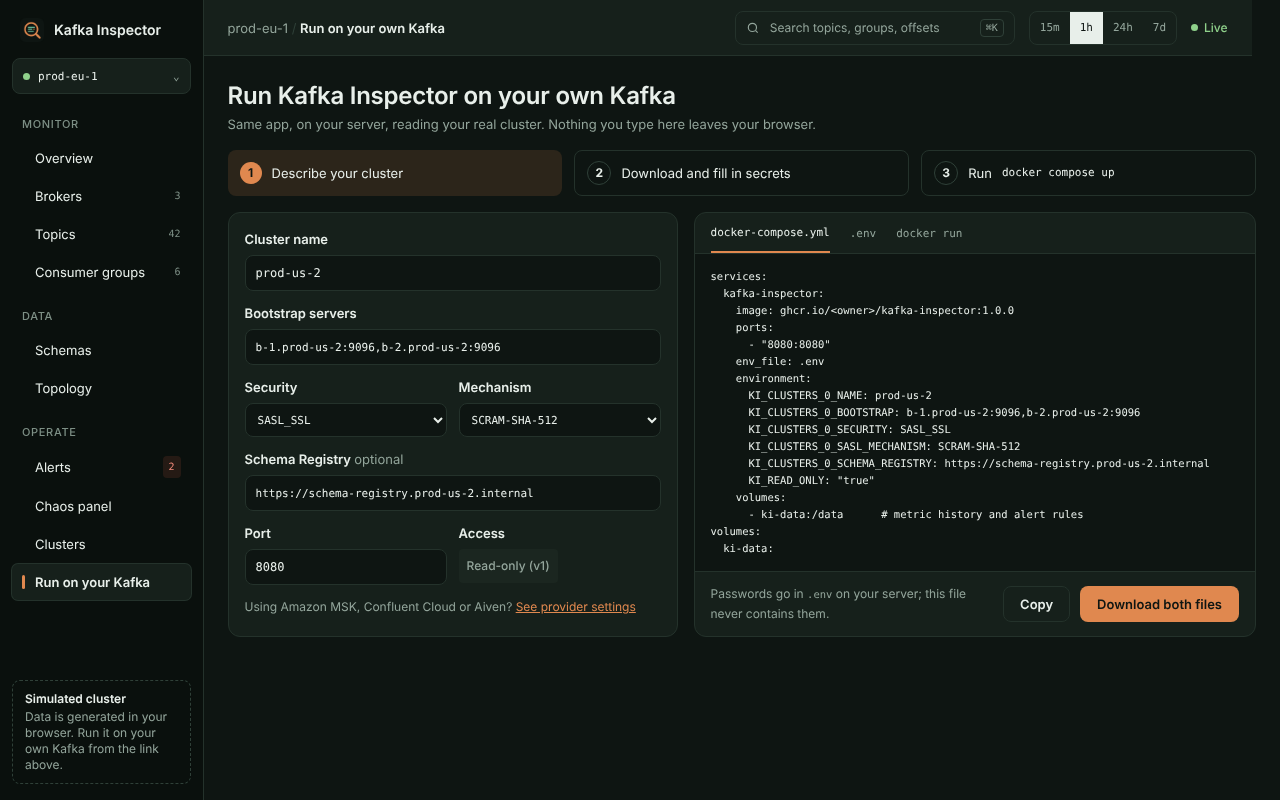 Kafka Inspector
prod-eu-1
MONITOR
Overview
Brokers 3
Topics 42
Consumer groups 6
DATA
Schemas
Topology
OPERATE
Alerts 2
Chaos panel
Clusters
Run on your Kafka
Simulated cluster
Data is generated in your
browser. Run it on your
own Kafka from the link
above.
prod-eu-1 / Run on your own Kafka
Search topics, groups, offsets ⌘K
15m 1h 24h 7d
Live
Run Kafka Inspector on your own Kafka
Same app, on your server, reading your real cluster. Nothing you type here leaves your browser.
1 Describe your cluster
2 Download and fill in secrets
3 Run docker compose up
Cluster name
prod-us-2
Bootstrap servers
b-1.prod-us-2:9096,b-2.prod-us-2:9096
Security Mechanism
SASL_SSL SCRAM-SHA-512
Schema Registry optional
https://schema-registry.prod-us-2.internal
Port Access
8080 Read-only (v1)
Using Amazon MSK, Confluent Cloud or Aiven? See provider settings
docker-compose.yml .env docker run
services:
  kafka-inspector:
    image: ghcr.io/<owner>/kafka-inspector:1.0.0
    ports:
      - "8080:8080"
    env_file: .env
    environment:
      KI_CLUSTERS_0_NAME: prod-us-2
      KI_CLUSTERS_0_BOOTSTRAP: b-1.prod-us-2:9096,b-2.prod-us-2:9096
      KI_CLUSTERS_0_SECURITY: SASL_SSL
      KI_CLUSTERS_0_SASL_MECHANISM: SCRAM-SHA-512
      KI_CLUSTERS_0_SCHEMA_REGISTRY: https://schema-registry.prod-us-2.internal
      KI_READ_ONLY: "true"
    volumes:
      - ki-data:/data      # metric history and alert rules
volumes:
  ki-data:
Passwords go in .env on your server; this file
never contains them.
Copy
Download both files